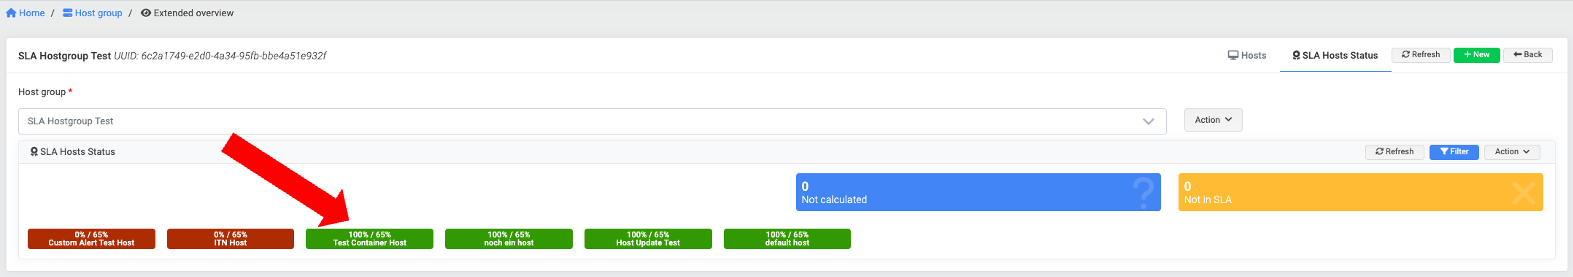 Home / Host group / Extended overview
SLA Hostgroup Test UUID: 6c2a1749-e2d0-4a34-95fb-bbe4a51e932f Hosts SLA Hosts Status Refresh + New Back
Host group *
SLA Hostgroup Test Action
SLA Hosts Status Refresh Filter Action
0
Not calculated
0
Not in SLA
0% / 65%
Custom Alert Test Host
0% / 65%
ITN Host
100% / 65%
Test Container Host
100% / 65%
noch ein host
100% / 65%
Host Update Test
100% / 65%
default host